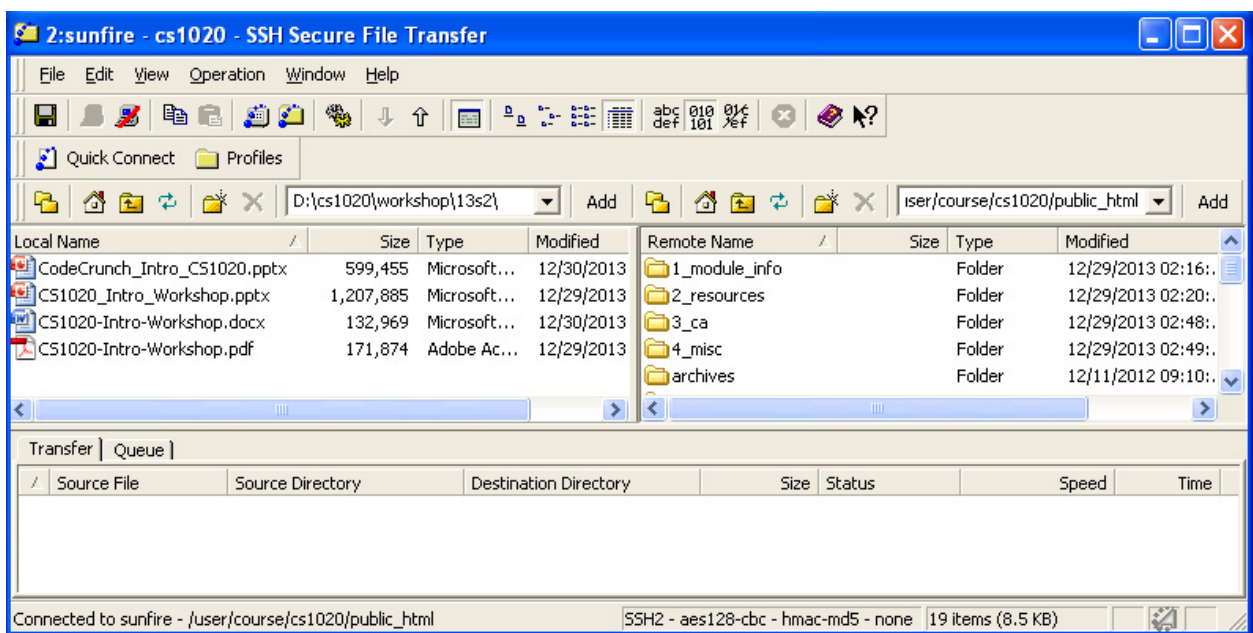 2:sunfire - cs1020 - SSH Secure File Transfer
File Edit View Operation Window Help
abc def 010 101
Quick Connect Profiles
D:\cs1020\workshop\13s2\ Add user/course/cs1020/public_html Add
Local Name Size Type Modified Remote Name Size Type Modified
CodeCrunch_Intro_CS1020.pptx 599,455 Microsoft... 12/30/2013 1_module_info Folder 12/29/2013 02:16:.
CS1020_Intro_Workshop.pptx 1,207,885 Microsoft... 12/29/2013 2_resources Folder 12/29/2013 02:20:.
CS1020-Intro-Workshop.docx 132,969 Microsoft... 12/30/2013 3_ca Folder 12/29/2013 02:48:.
CS1020-Intro-Workshop.pdf 171,874 Adobe Ac... 12/29/2013 4_misc Folder 12/29/2013 02:49:.
archives Folder 12/11/2012 09:10:.
Transfer Queue
Source File Source Directory Destination Directory Size Status Speed Time
Connected to sunfire - /user/course/cs1020/public_html SSH2 - aes128-cbc - hmac-md5 - none 19 items (8.5 KB)